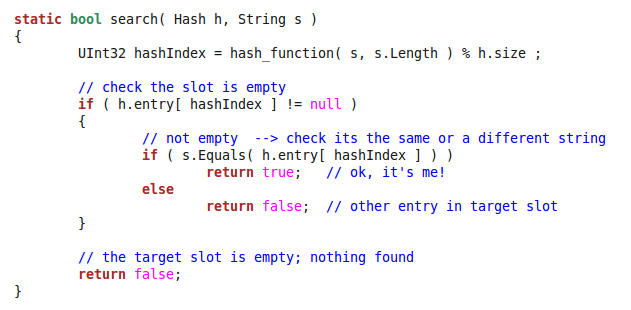 static bool search( Hash h, String s )
{
        UInt32 hashIndex = hash_function( s, s.Length ) % h.size ;

        // check the slot is empty
        if ( h.entry[ hashIndex ] != null )
        {
                // not empty  --> check its the same or a different string
                if ( s.Equals( h.entry[ hashIndex ] ) )
                        return true;   // ok, it's me!
                else
                        return false;  // other entry in target slot
        }

        // the target slot is empty; nothing found
        return false;
}